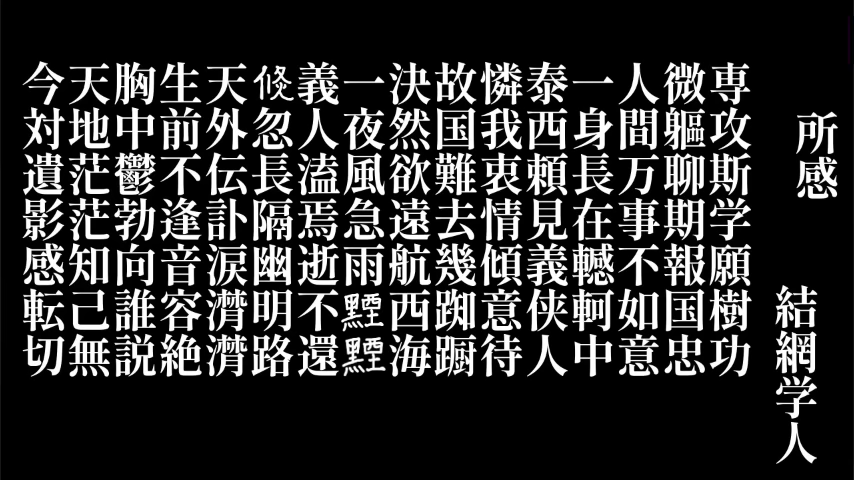 所感
結網学人
専攻斯学願樹功
微軀聊期報国忠
人間万事不如意
一身長在轗軻中
泰西頼見義侠人
憐我衷情傾意待
故国難去幾踟蹰
決然欲遠航西海
一夜風急雨黫黫
義人溘焉逝不還
倐忽長隔幽明路
天外伝訃涙潸潸
生前不逢音容絶
胸中鬱勃向誰説
天地茫茫知己無
今対遺影感転切